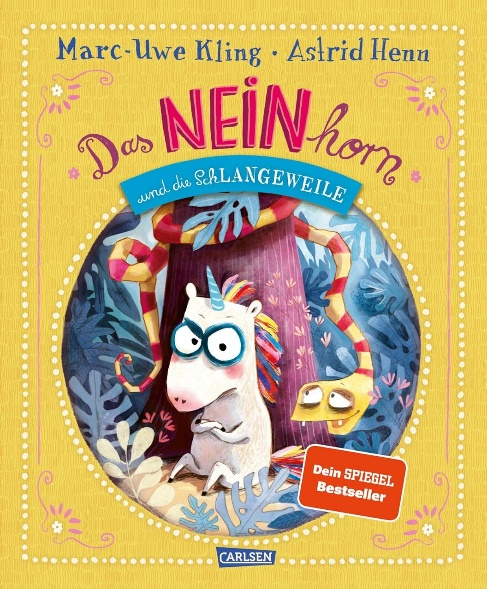 Marc-Uwe Kling • Astrid Henn
Das NEINhorn
und die SchLANGEWEILE
Dein SPIEGEL
Bestseller
CARLSEN